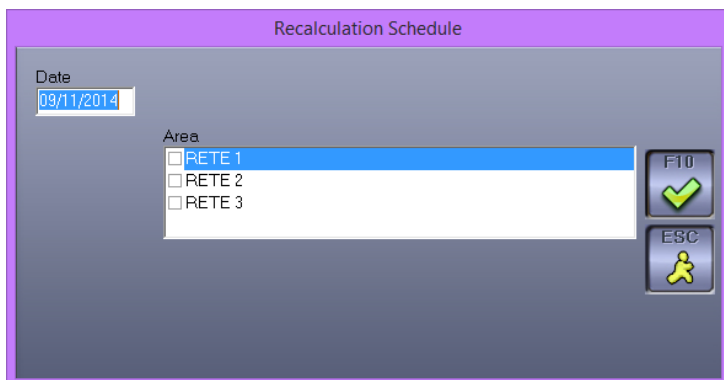 Recalculation Schedule
Date
09/11/2014
Area
RETE 1
RETE 2
RETE 3
F10
ESC